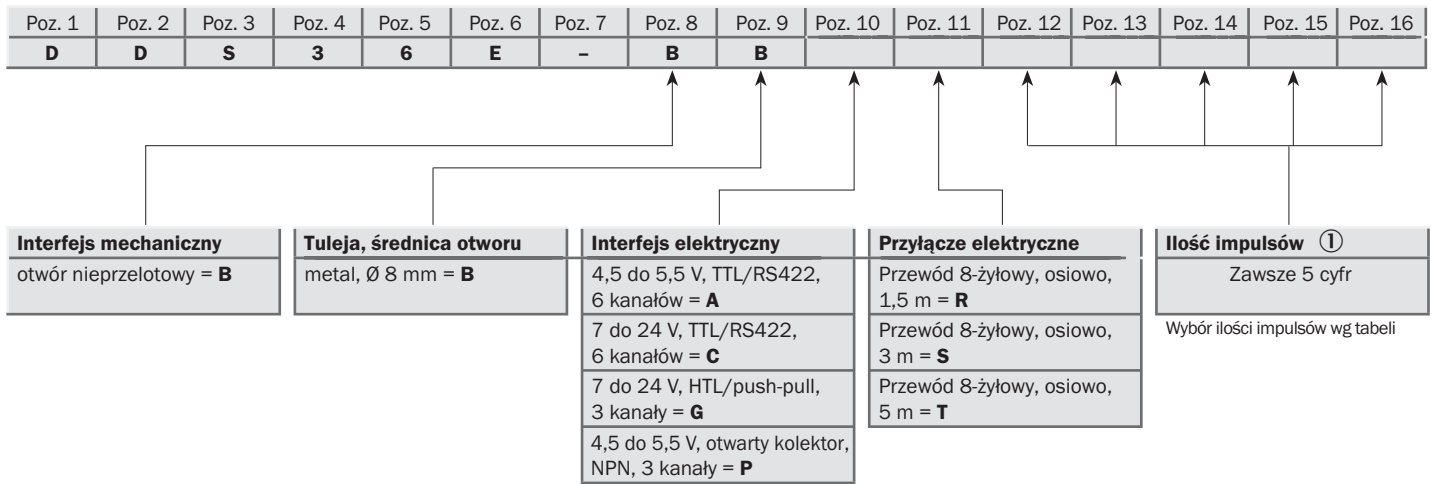 Poz. 1 Poz. 2 Poz. 3 Poz. 4 Poz. 5 Poz. 6 Poz. 7 Poz. 8 Poz. 9 Poz. 10 Poz. 11 Poz. 12 Poz. 13 Poz. 14 Poz. 15 Poz. 16
D D S 3 6 E – B B
Interfejs mechaniczny
otwór nieprzelotowy = B
Tuleja, średnica otworu
metal, Ø 8 mm = B
Interfejs elektryczny
4,5 do 5,5 V, TTL/RS422,
6 kanałów = A
7 do 24 V, TTL/RS422,
6 kanałów = C
7 do 24 V, HTL/push-pull,
3 kanały = G
4,5 do 5,5 V, otwarty kolektor,
NPN, 3 kanały = P
Przyłącze elektryczne
Przewód 8-żyłowy, osiowo,
1,5 m = R
Przewód 8-żyłowy, osiowo,
3 m = S
Przewód 8-żyłowy, osiowo,
5 m = T
Ilość impulsów ①
Zawsze 5 cyfr
Wybór ilości impulsów wg tabeli